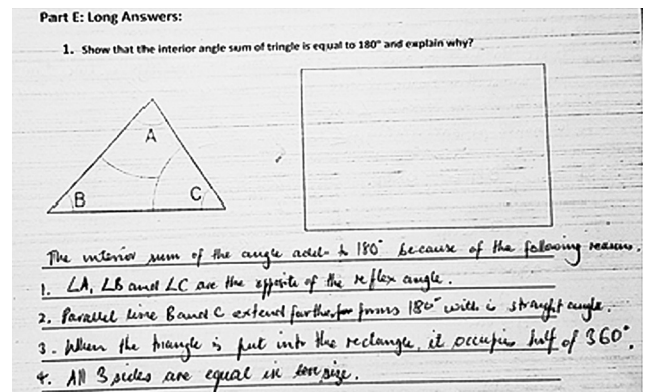 Part E: Long Answers:
1. Show that the interior angle sum of tringle is equal to 180° and explain why?
A
B
C
The interior sum of the angle adds to 180° because of the following reasons.
1. ∠A, ∠B and ∠C are the opposite of the reflex angle.
2. Paralel line B and C extend further forms 180° with is straight angle.
3. When the triangle is put into the rectangle, it occupies half of 360°.
4. All 3 sides are equal in size.